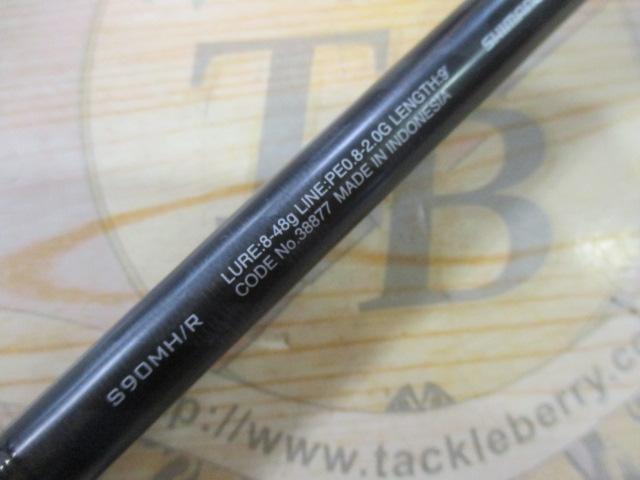 SHIMANO
LURE:8-48g LINE:PE0.8-2.0G LENGTH:9'
CODE No.38877 MADE IN INDONESIA
S90MH/R
TB
http://www.tackleberry.co